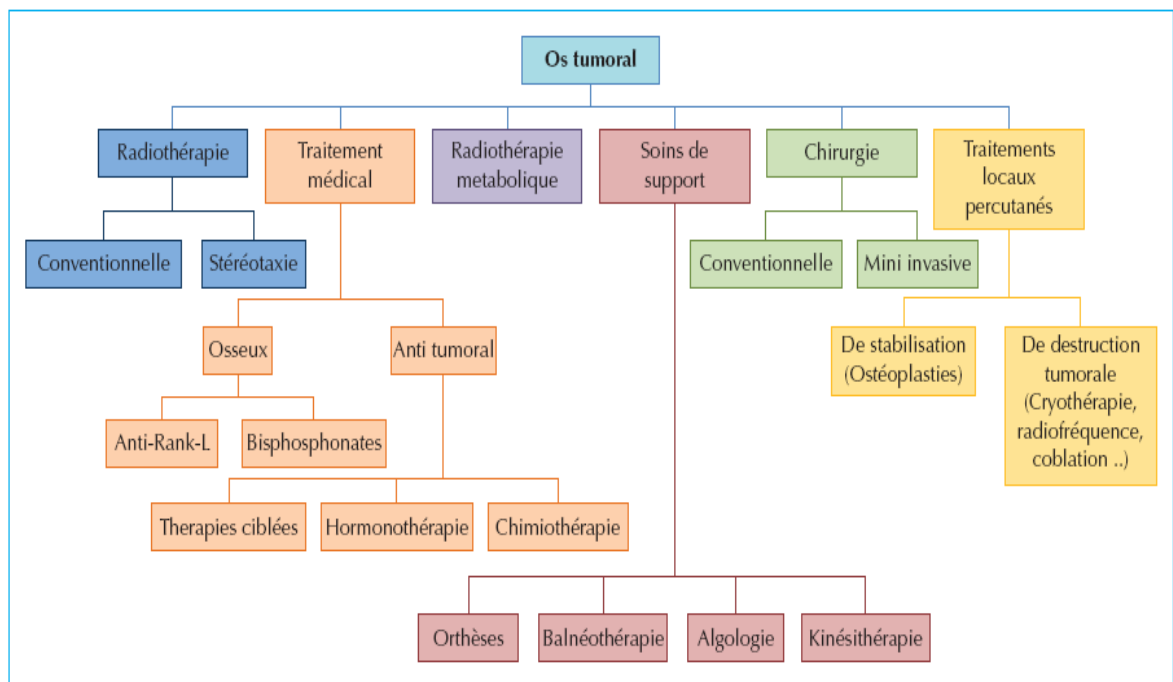 Os tumoral
Radiothérapie
Traitement
médical
Radiothérapie
metabolique
Soins de
support
Chirurgie
Traitements
locaux
percutanés
Conventionnelle
Stéréotaxie
Conventionnelle
Mini invasive
Osseux
Anti tumoral
De stabilisation
(Ostéoplasties)
De destruction
tumorale
(Cryothérapie,
radiofréquence,
coblation ..)
Anti-Rank-L
Bisphosphonates
Therapies ciblées
Hormonothérapie
Chimiothérapie
Orthèses
Balnéothérapie
Algologie
Kinésithérapie